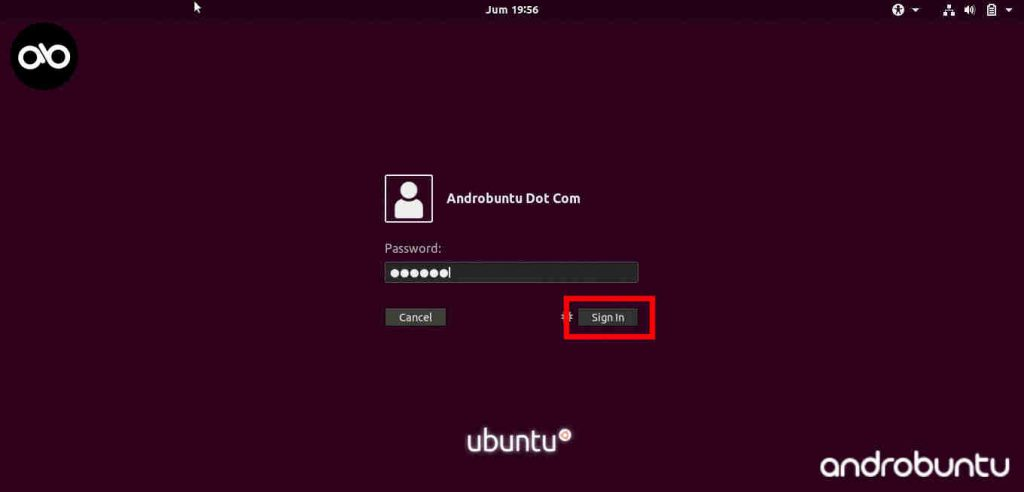 Jum 19:56
Androbuntu Dot Com
Password:
Cancel
Sign In
ubuntu
androbuntu